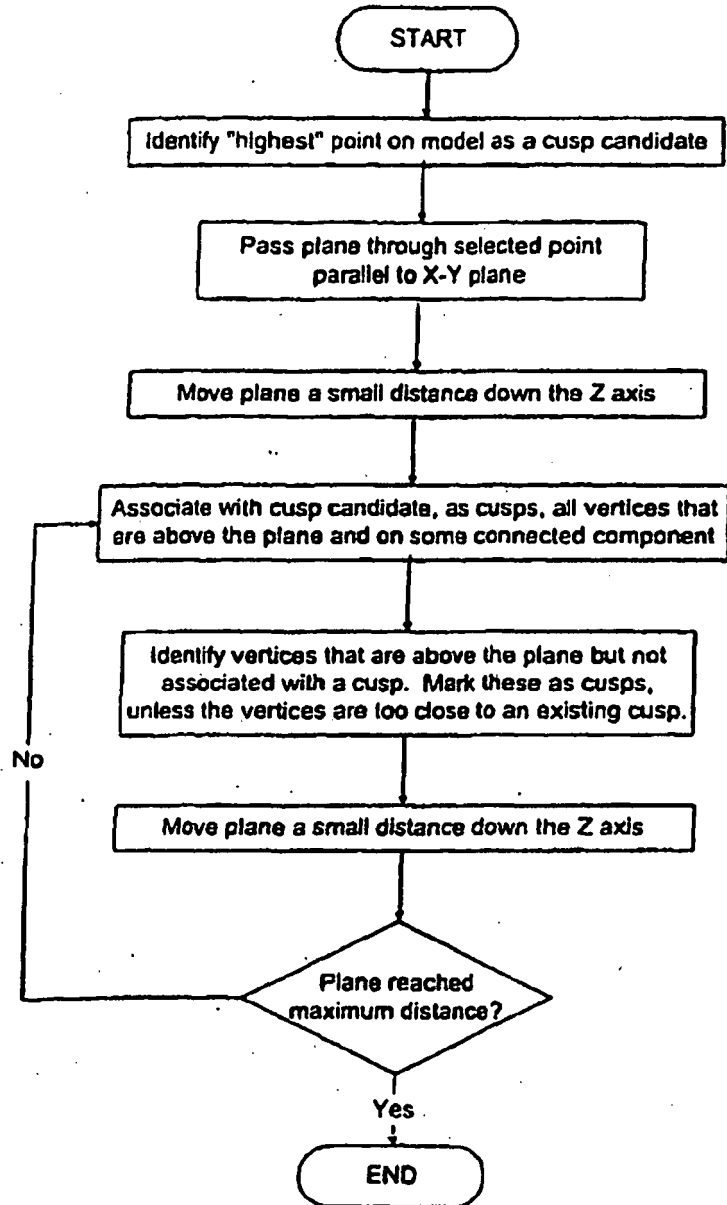 START
Identify "highest" point on model as a cusp candidate
Pass plane through selected point
parallel to X-Y plane
Move plane a small distance down the Z axis
Associate with cusp candidate, as cusps, all vertices that
are above the plane and on some connected component
Identify vertices that are above the plane but not
associated with a cusp. Mark these as cusps,
unless the vertices are too close to an existing cusp.
No
Move plane a small distance down the Z axis
Plane reached
maximum distance?
Yes
END